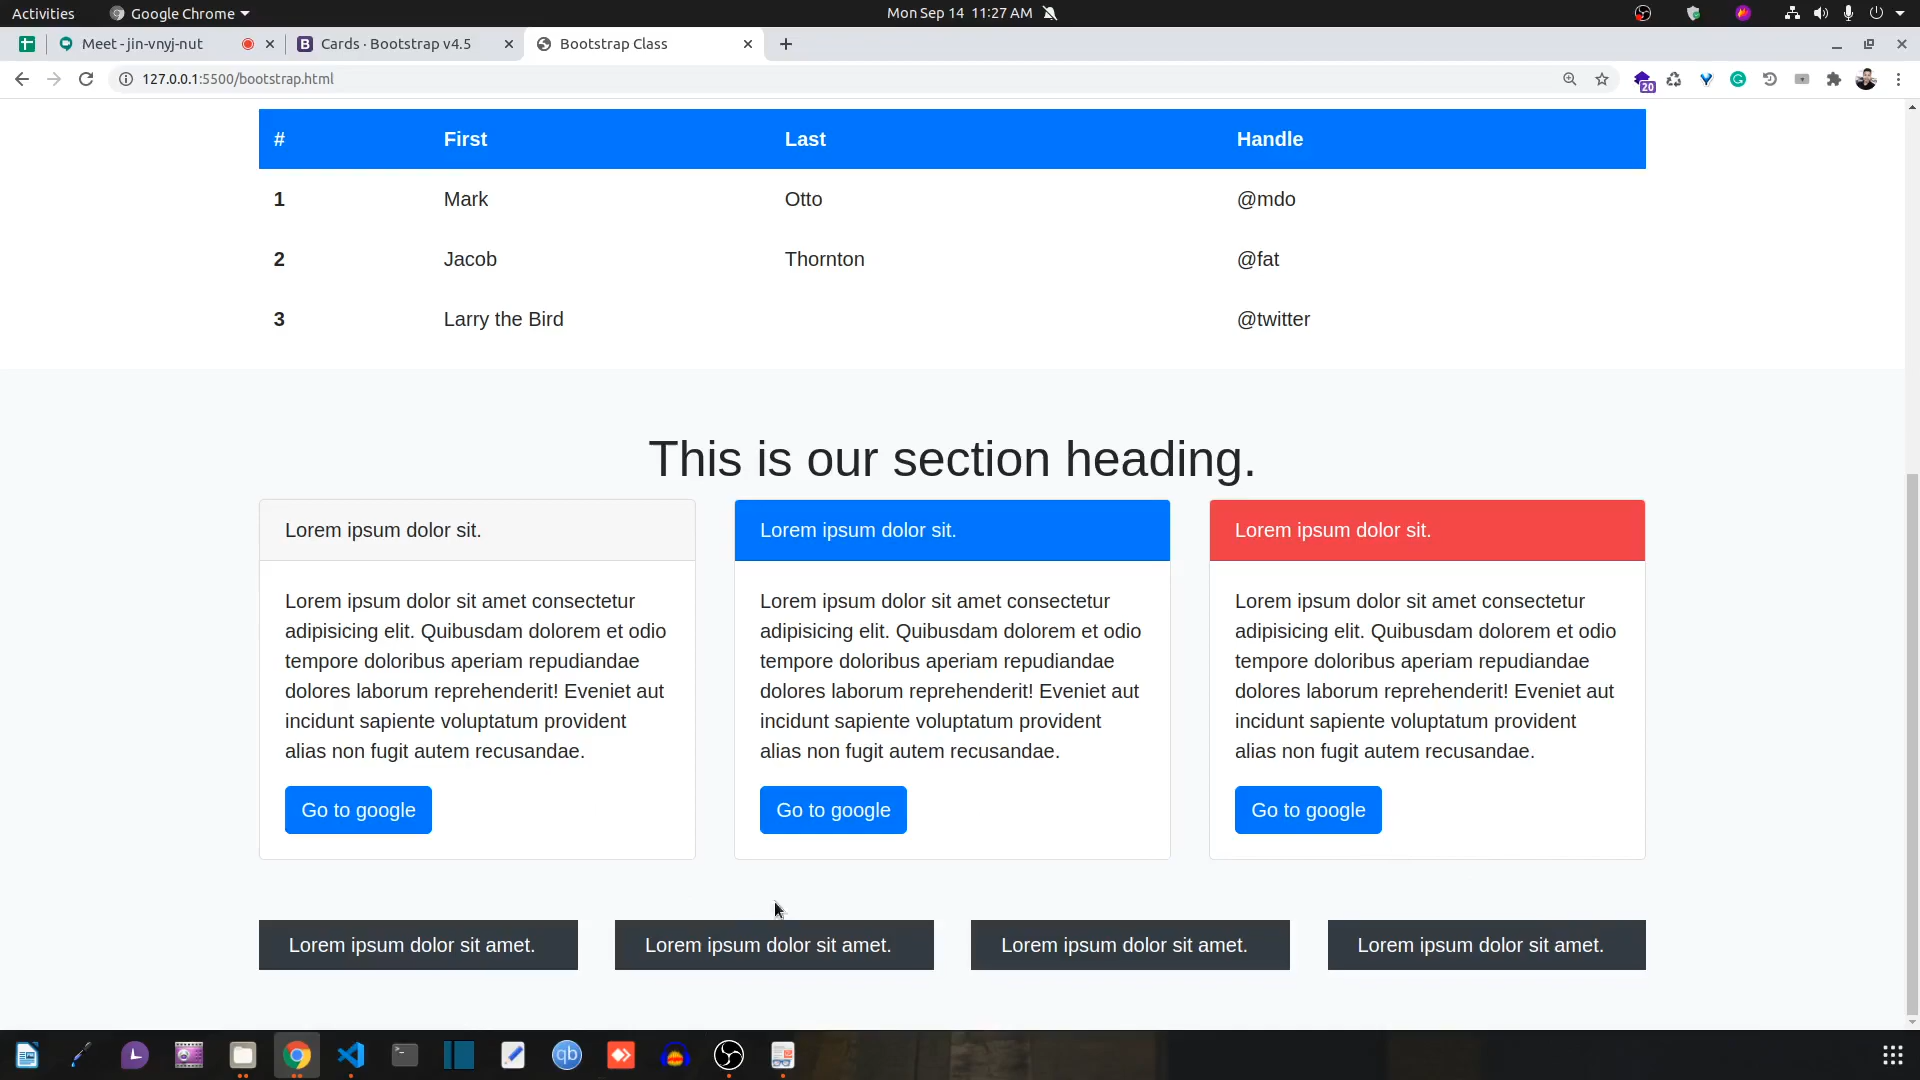 Activities
Google Chrome
Mon Sep 14 11:27 AM
Meet - jin-vnyj-nut
Cards · Bootstrap v4.5
Bootstrap Class
127.0.0.1:5500/bootstrap.html
20
# First Last Handle
1 Mark Otto @mdo
2 Jacob Thornton @fat
3 Larry the Bird @twitter
This is our section heading.
Lorem ipsum dolor sit.
Lorem ipsum dolor sit amet consectetur
adipisicing elit. Quibusdam dolorem et odio
tempore doloribus aperiam repudiandae
dolores laborum reprehenderit! Eveniet aut
incidunt sapiente voluptatum provident
alias non fugit autem recusandae.
Go to google
Lorem ipsum dolor sit.
Lorem ipsum dolor sit amet consectetur
adipisicing elit. Quibusdam dolorem et odio
tempore doloribus aperiam repudiandae
dolores laborum reprehenderit! Eveniet aut
incidunt sapiente voluptatum provident
alias non fugit autem recusandae.
Go to google
Lorem ipsum dolor sit.
Lorem ipsum dolor sit amet consectetur
adipisicing elit. Quibusdam dolorem et odio
tempore doloribus aperiam repudiandae
dolores laborum reprehenderit! Eveniet aut
incidunt sapiente voluptatum provident
alias non fugit autem recusandae.
Go to google
Lorem ipsum dolor sit amet.
Lorem ipsum dolor sit amet.
Lorem ipsum dolor sit amet.
Lorem ipsum dolor sit amet.
qb